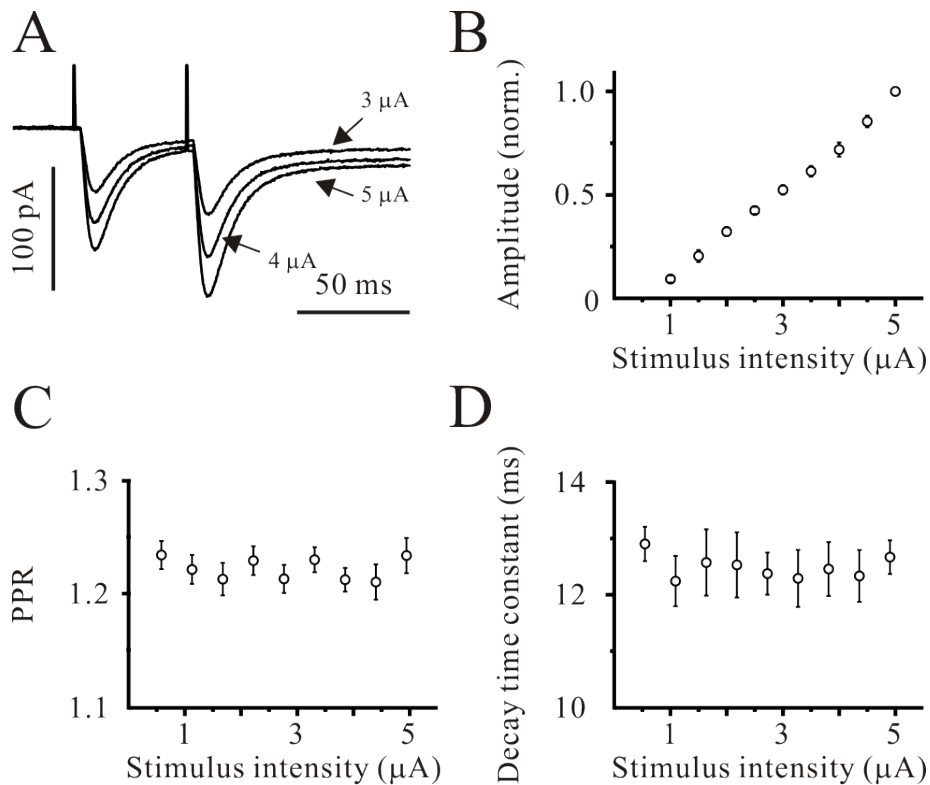 A
3 μA
5 μA
4 μA
100 pA
50 ms
B
Amplitude (norm.)
1.0
0.5
0
1 3 5
Stimulus intensity (μA)
C
PPR
1.3
1.2
1.1
1 3 5
Stimulus intensity (μA)
D
Decay time constant (ms)
14
12
10
1 3 5
Stimulus intensity (μA)